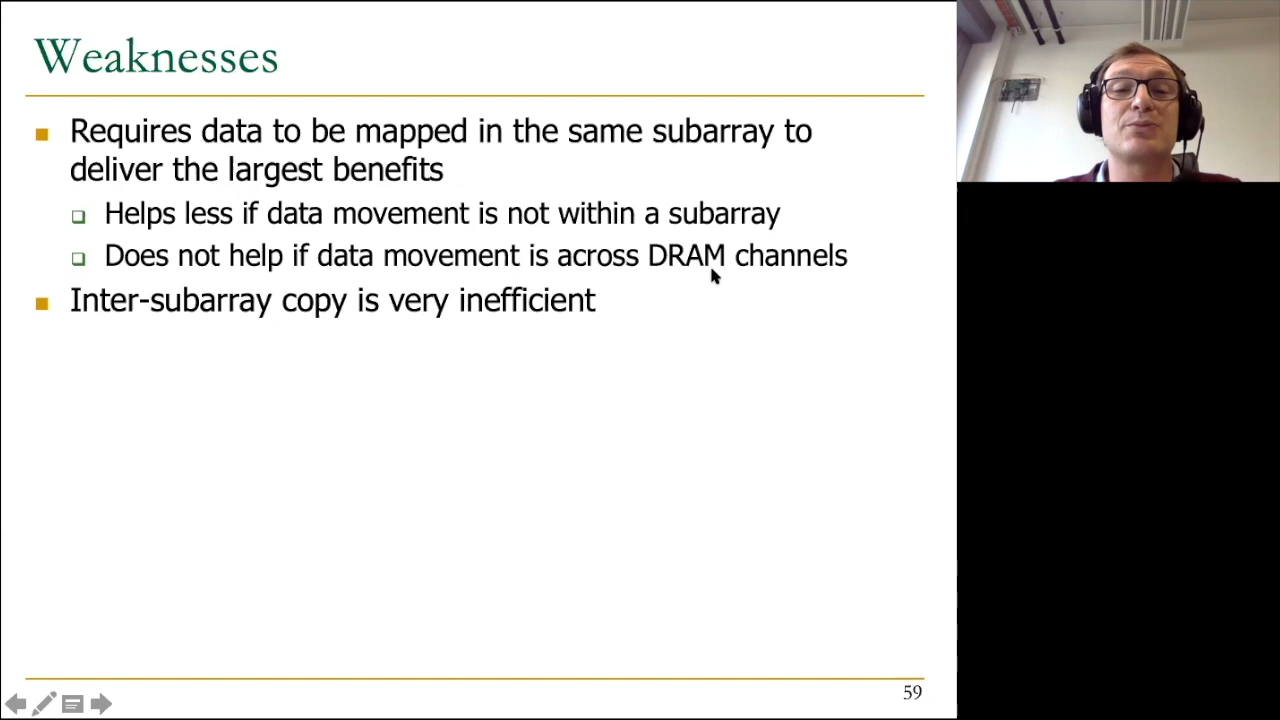 Weaknesses
Requires data to be mapped in the same subarray to
deliver the largest benefits
Helps less if data movement is not within a subarray
Does not help if data movement is across DRAM channels
Inter-subarray copy is very inefficient
59